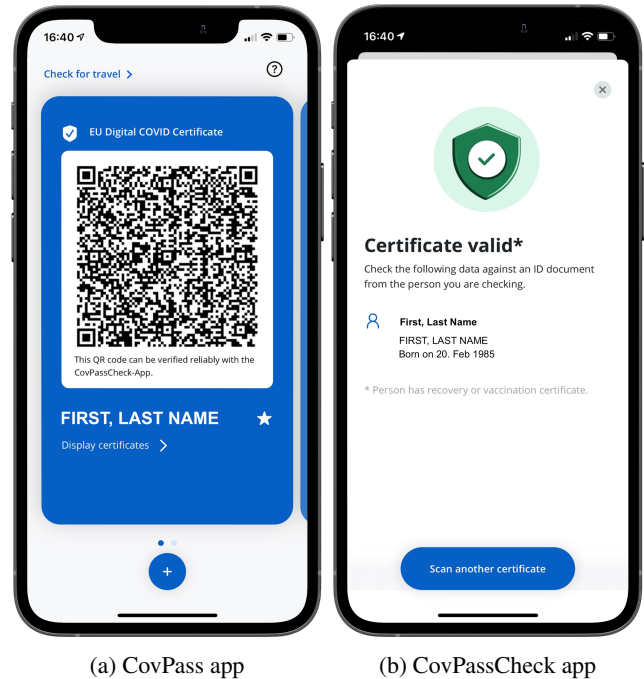 16:40
Check for travel >
?
EU Digital COVID Certificate
This QR code can be verified reliably with the
CovPassCheck-App.
FIRST, LAST NAME
Display certificates >
+
(a) CovPass app
16:40
Certificate valid*
Check the following data against an ID document
from the person you are checking.
First, Last Name
FIRST, LAST NAME
Born on 20. Feb 1985
* Person has recovery or vaccination certificate.
Scan another certificate
(b) CovPassCheck app